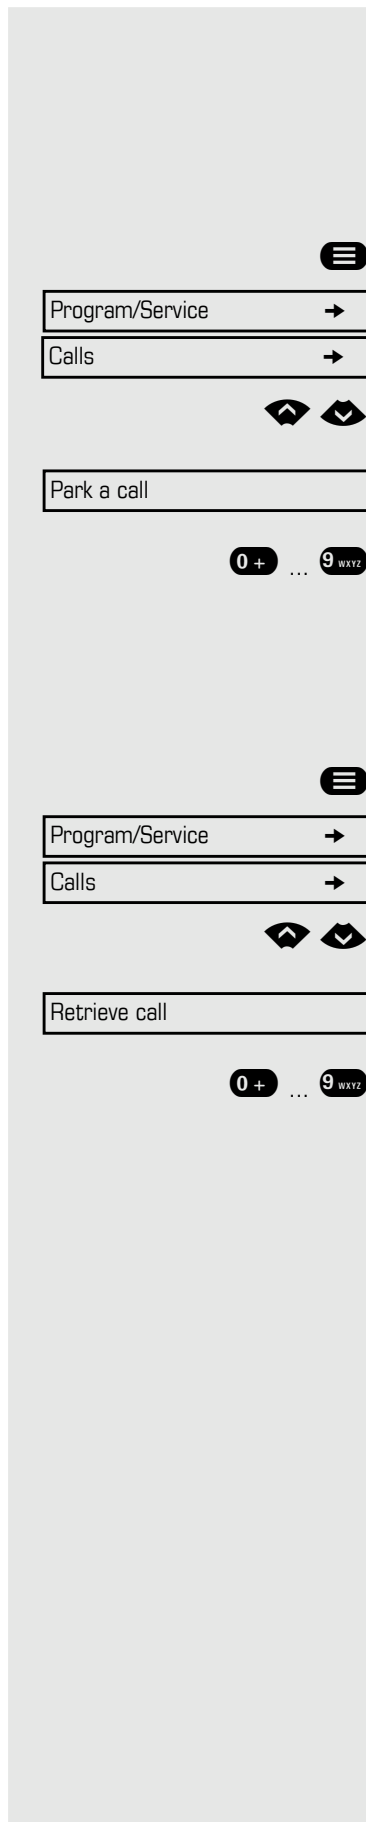 Program/Service
Calls
Park a call
0 + ... 9 WXYZ
Program/Service
Calls
Retrieve call
0 + ... 9 WXYZ